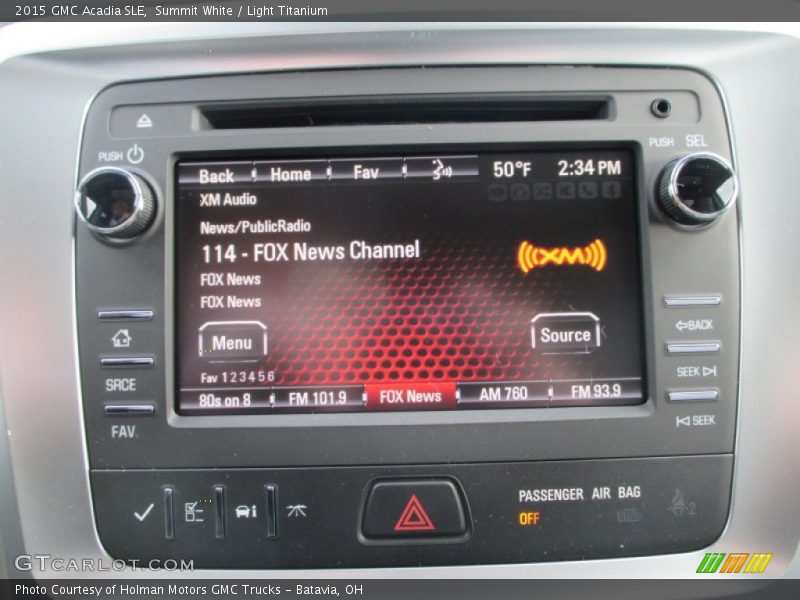 2015 GMC Acadia SLE, Summit White / Light Titanium
PUSH
PUSH SEL
Back Home Fav 50°F 2:34 PM
XM Audio
News/PublicRadio
114 - FOX News Channel
XM
FOX News
FOX News
Menu Source
Fav 1 2 3 4 5 6
80s on 8 FM 101.9 FOX News AM 760 FM 93.9
SRCE
FAV
BACK
SEEK
SEEK
PASSENGER AIR BAG
OFF
GTCARLOT.COM
Photo Courtesy of Holman Motors GMC Trucks - Batavia, OH